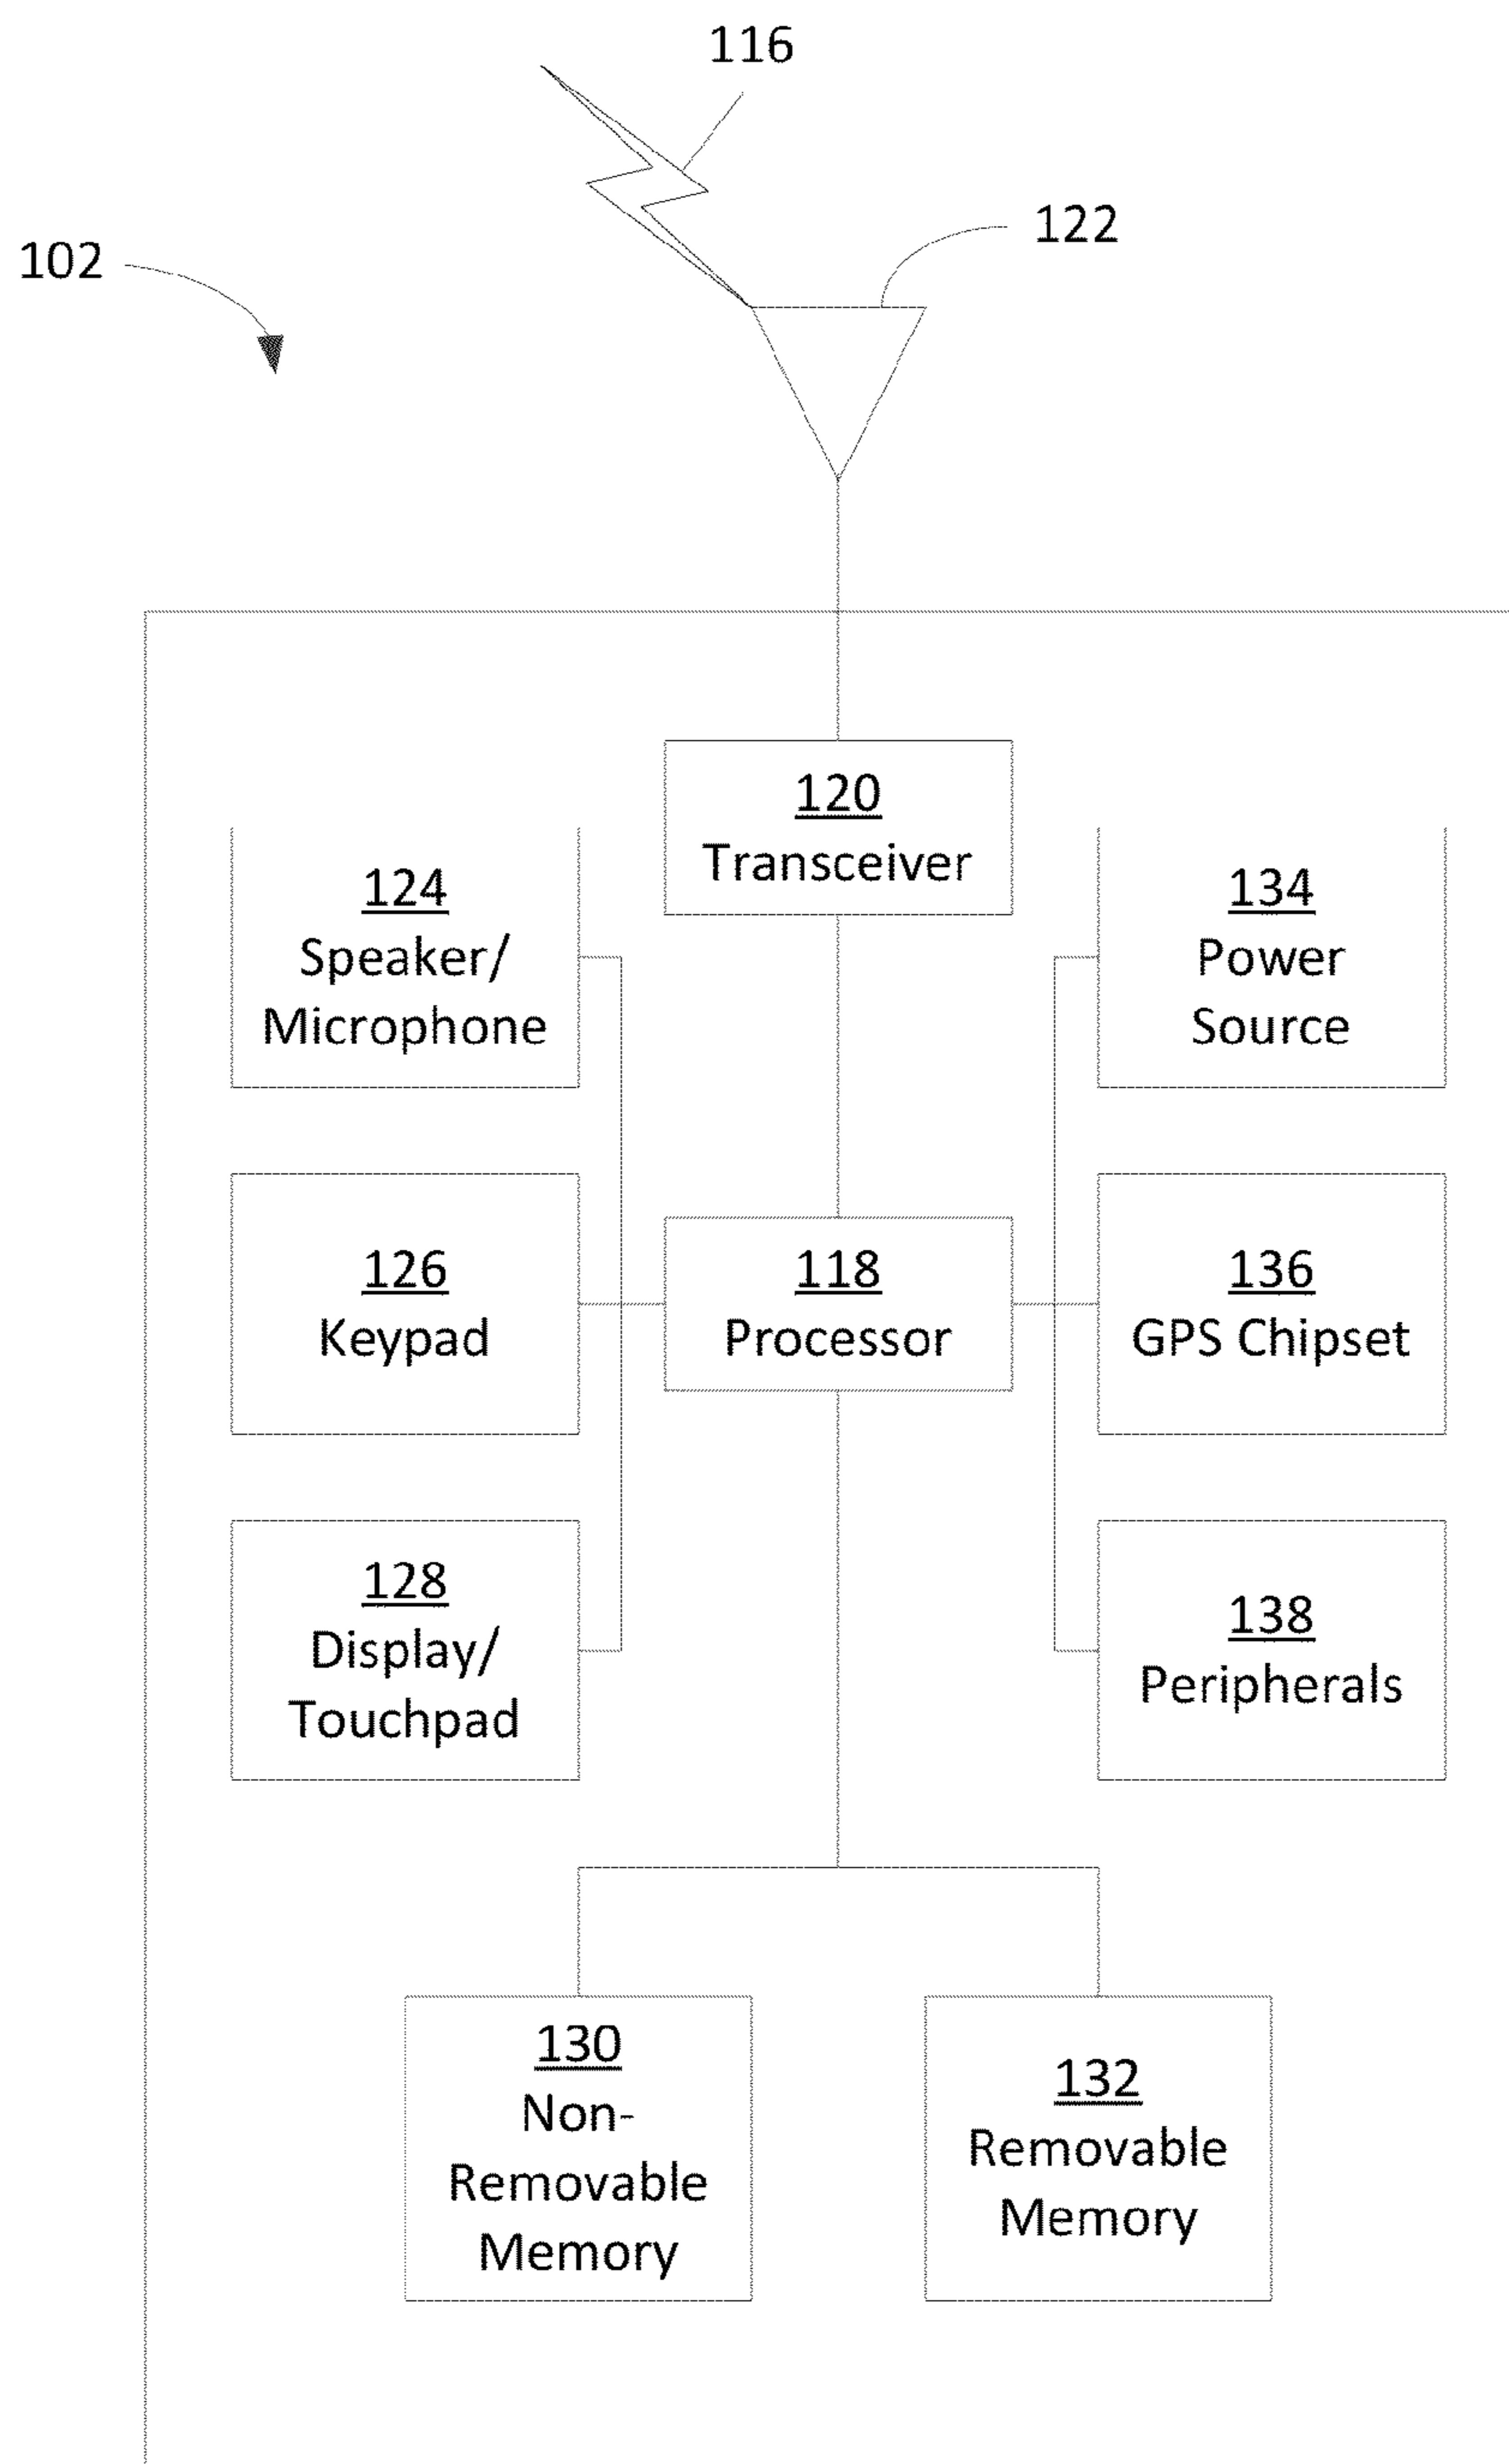 116
122
102
120
Transceiver
124
Speaker/
Microphone
134
Power
Source
126
Keypad
118
Processor
136
GPS Chipset
128
Display/
Touchpad
138
Peripherals
130
Non-
Removable
Memory
132
Removable
Memory